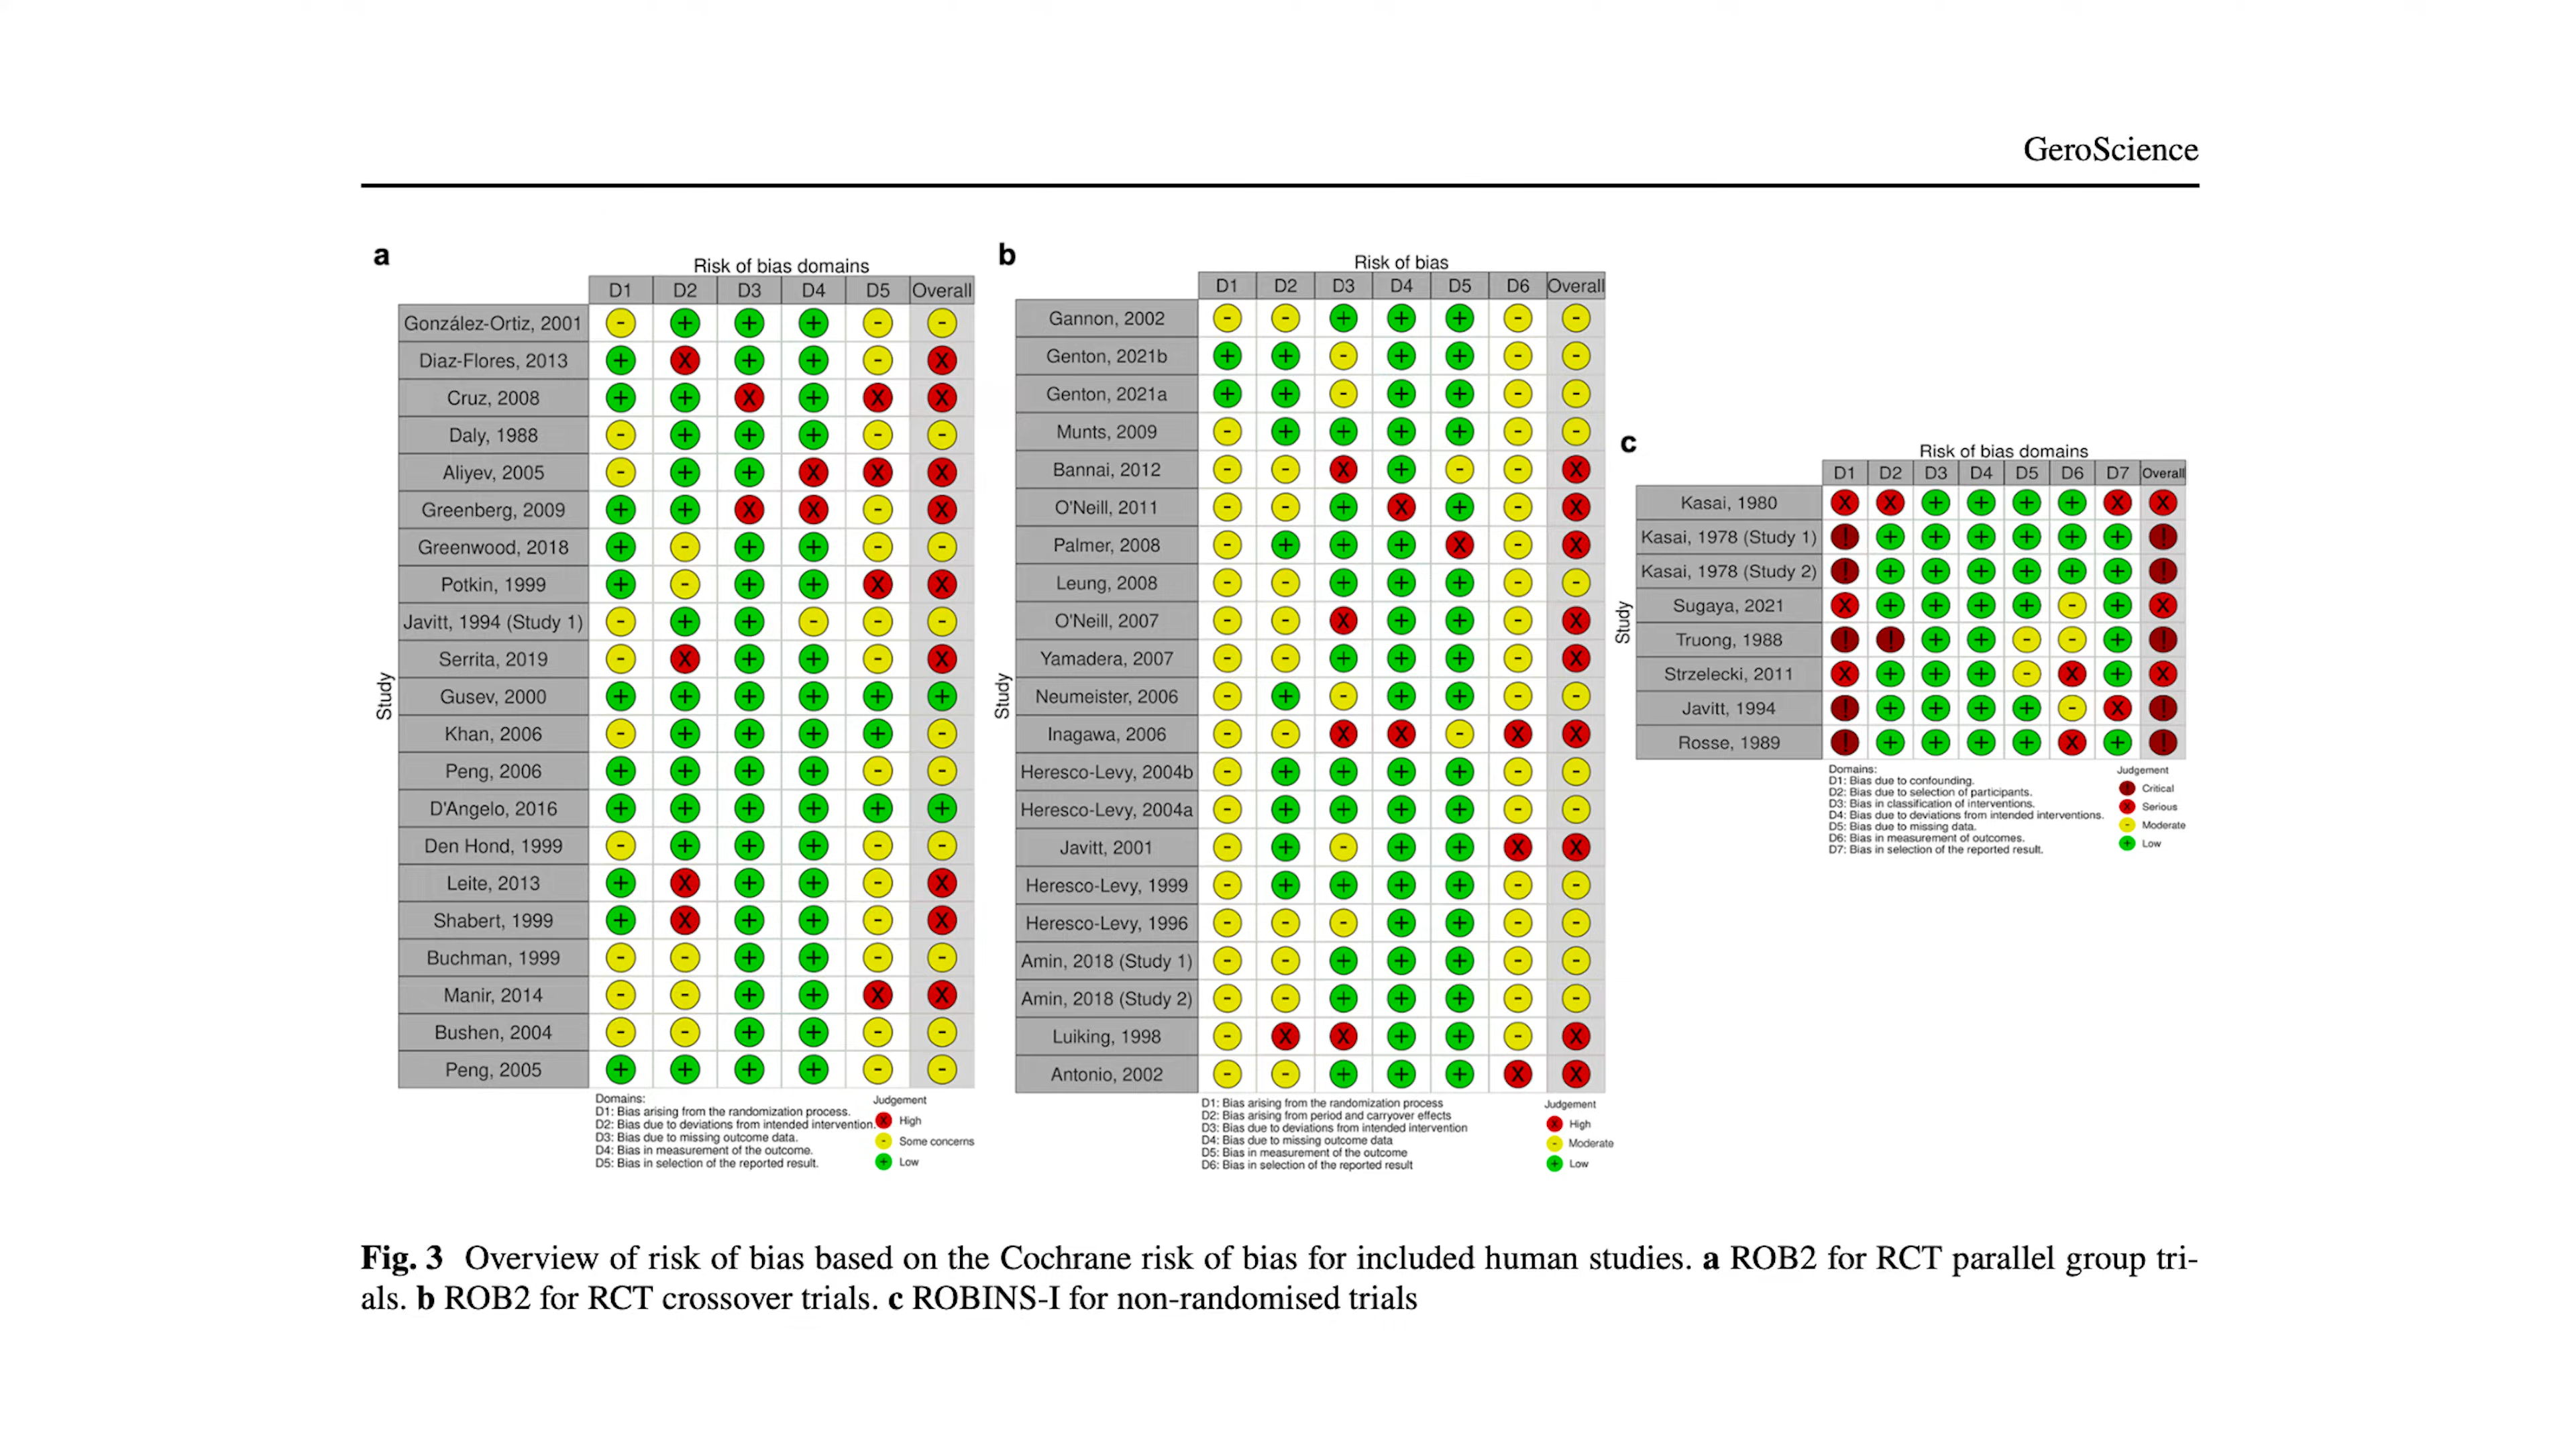 GeroScience
a
Risk of bias domains
D1 D2 D3 D4 D5 Overall
Study
González-Ortiz, 2001 - + + + - -
Diaz-Flores, 2013 + X + + - X
Cruz, 2008 + + X + X X
Daly, 1988 - + + + - -
Aliyev, 2005 - + + X X X
Greenberg, 2009 + + X X - X
Greenwood, 2018 + - + + - -
Potkin, 1999 + - + + X X
Javitt, 1994 (Study 1) - + + - - -
Serrita, 2019 - X + + - X
Gusev, 2000 + + + + + +
Khan, 2006 - + + + + -
Peng, 2006 + + + + - -
D'Angelo, 2016 + + + + + +
Den Hond, 1999 - + + + - -
Leite, 2013 + X + + - X
Shabert, 1999 + X + + - X
Buchman, 1999 - - + + - -
Manir, 2014 - - + + X X
Bushen, 2004 - - + + - -
Peng, 2005 + + + + - -
Domains:
D1: Bias arising from the randomization process.
D2: Bias due to deviations from intended intervention.
D3: Bias due to missing outcome data.
D4: Bias in measurement of the outcome.
D5: Bias in selection of the reported result.
Judgement
X High
- Some concerns
+ Low
b
Risk of bias
D1 D2 D3 D4 D5 D6 Overall
Study
Gannon, 2002 - - + + + - -
Genton, 2021b + + - + + - -
Genton, 2021a + + - + + - -
Munts, 2009 - + + + + - -
Bannai, 2012 - - X + - - X
O'Neill, 2011 - - + X + - X
Palmer, 2008 - + + + X - X
Leung, 2008 - - + + + - -
O'Neill, 2007 - - X + + - X
Yamadera, 2007 - - + + + - X
Neumeister, 2006 - + - + + - -
Inagawa, 2006 - - X X - X X
Heresco-Levy, 2004b - + + + + - -
Heresco-Levy, 2004a - + + + + - -
Javitt, 2001 - + - + + X X
Heresco-Levy, 1999 - + + + + - -
Heresco-Levy, 1996 - - - + + - -
Amin, 2018 (Study 1) - - + + + - -
Amin, 2018 (Study 2) - - + + + - -
Luiking, 1998 - X X + + - X
Antonio, 2002 - - + + + X X
D1: Bias arising from the randomization process
D2: Bias arising from period and carryover effects
D3: Bias due to deviations from intended intervention
D4: Bias due to missing outcome data
D5: Bias in measurement of the outcome
D6: Bias in selection of the reported result
Judgement
X High
- Moderate
+ Low
c
Risk of bias domains
D1 D2 D3 D4 D5 D6 D7 Overall
Study
Kasai, 1980 X X + + + + X X
Kasai, 1978 (Study 1) ! + + + + + + !
Kasai, 1978 (Study 2) ! + + + + + + !
Sugaya, 2021 X + + + + - + X
Truong, 1988 ! ! + + - - + !
Strzelecki, 2011 X + + + - X + X
Javitt, 1994 ! + + + + - X !
Rosse, 1989 ! + + + + X + !
Domains:
D1: Bias due to confounding.
D2: Bias due to selection of participants.
D3: Bias in classification of interventions.
D4: Bias due to deviations from intended interventions.
D5: Bias due to missing data.
D6: Bias in measurement of outcomes.
D7: Bias in selection of the reported result.
Judgement
! Critical
X Serious
- Moderate
+ Low
Fig. 3 Overview of risk of bias based on the Cochrane risk of bias for included human studies. a ROB2 for RCT parallel group tri-
als. b ROB2 for RCT crossover trials. c ROBINS-I for non-randomised trials